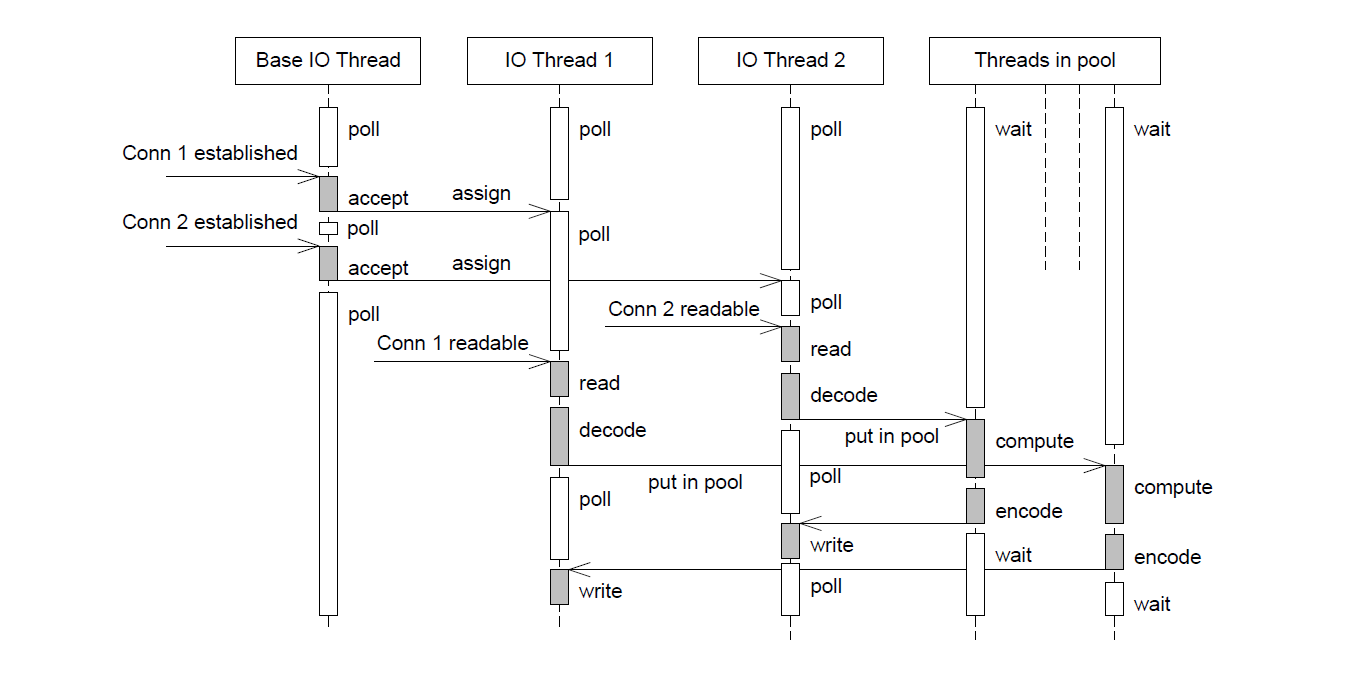 Base IO Thread
IO Thread 1
IO Thread 2
Threads in pool
poll
poll
poll
wait
wait
Conn 1 established
accept
assign
Conn 2 established
poll
poll
accept
assign
poll
Conn 2 readable
poll
Conn 1 readable
read
read
decode
decode
put in pool
compute
poll
put in pool
compute
poll
encode
write
wait
encode
poll
write
wait